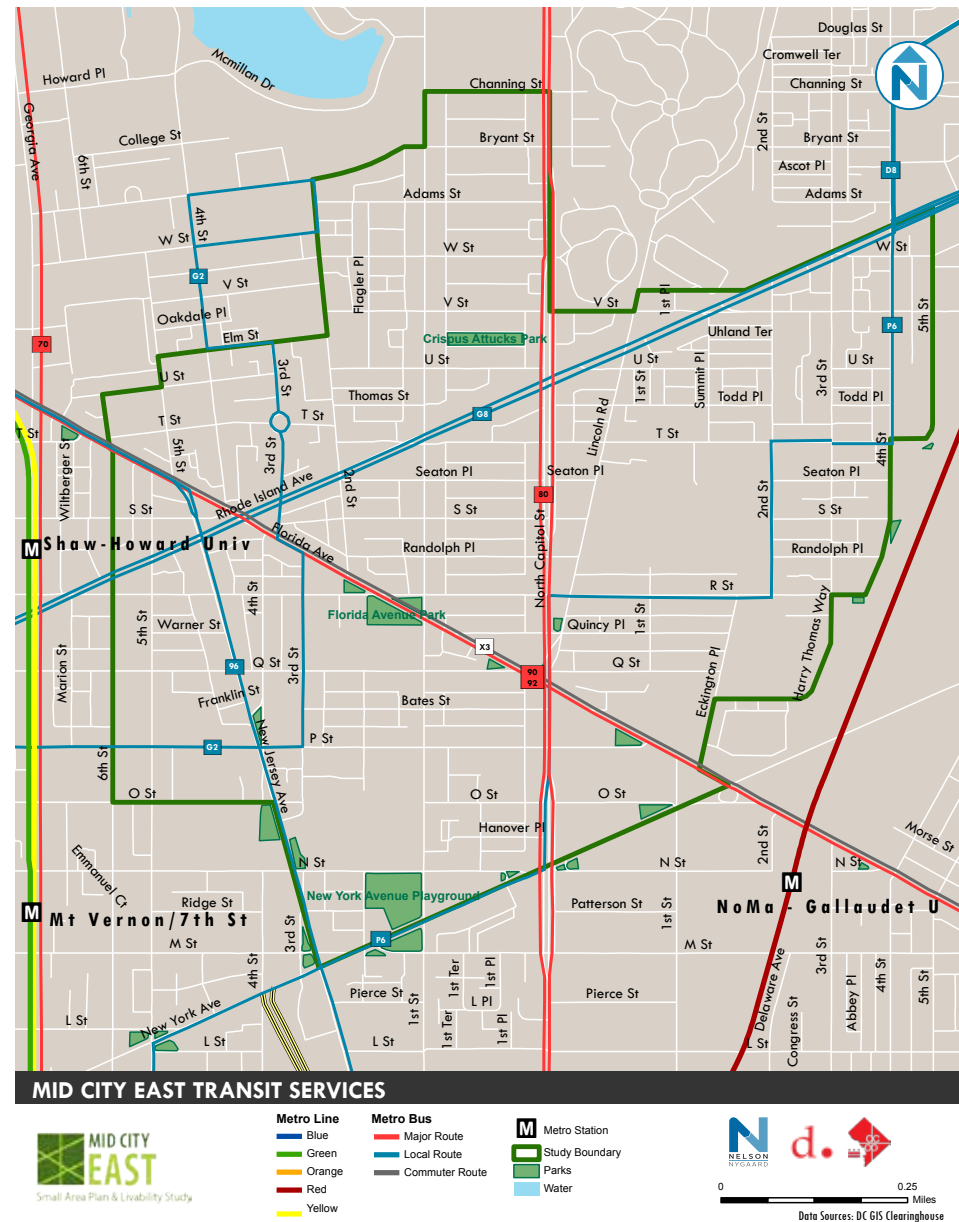 Douglas St
Cromwell Ter
Mcmillan Dr
Howard Pl
Channing St
Channing St
N
Georgia Ave
College St
6th St
Bryant St
2nd St
Bryant St
Ascot Pl
D8
4th St
Adams St
Adams St
W St
W St
W St
G2
V St
Flagler Pl
V St
V St
1st Pl
5th St
Oakdale Pl
P6
Elm St
Crispus Attucks Park
Uhland Ter
70
U St
3rd St
U St
U St
1st St
Summit Pl
3rd St
U St
Thomas St
Todd Pl
Todd Pl
T St
T St
G8
Lincoln Rd
T St
T St
Wiltberger St
5th St
3rd St
4th St
Seaton Pl
Seaton Pl
Seaton Pl
2nd St
Rhode Island Ave
80
2nd St
S St
S St
S St
Florida Ave
North Capitol St
Shaw-Howard Univ
M
Randolph Pl
Randolph Pl
R St
4th St
5th St
Warner St
Florida Avenue Park
Quincy Pl
1st St
Harry Thomas Way
X3
Marion St
96
Q St
3rd St
90
92
Q St
Eckington Pl
Franklin St
Bates St
New Jersey Ave
P St
G2
6th St
O St
O St
O St
Hanover Pl
2nd St
Morse St
Emmanuel Ct
N St
N St
N St
M
New York Avenue Playground
M
Mt Vernon/7th St
Ridge St
Patterson St
1st St
NoMa - Gallaudet U
3rd St
P6
M St
M St
4th St
1st Ter
1st Pl
Delaware Ave
3rd St
4th St
5th St
Pierce St
Pierce St
Abbey Pl
New York Ave
1st St
L Pl
Congress St
L St
L St
L St
1st Ter
1st Pl
L St
MID CITY EAST TRANSIT SERVICES
Metro Line
Blue
Green
Orange
Red
Yellow
Metro Bus
Major Route
Local Route
Commuter Route
M Metro Station
Study Boundary
Parks
Water
MID CITY
EAST
Small Area Plan & Livability Study
N
NELSON
NYGAARD
d.
0 0.25
Miles
Data Sources: DC GIS Clearinghouse